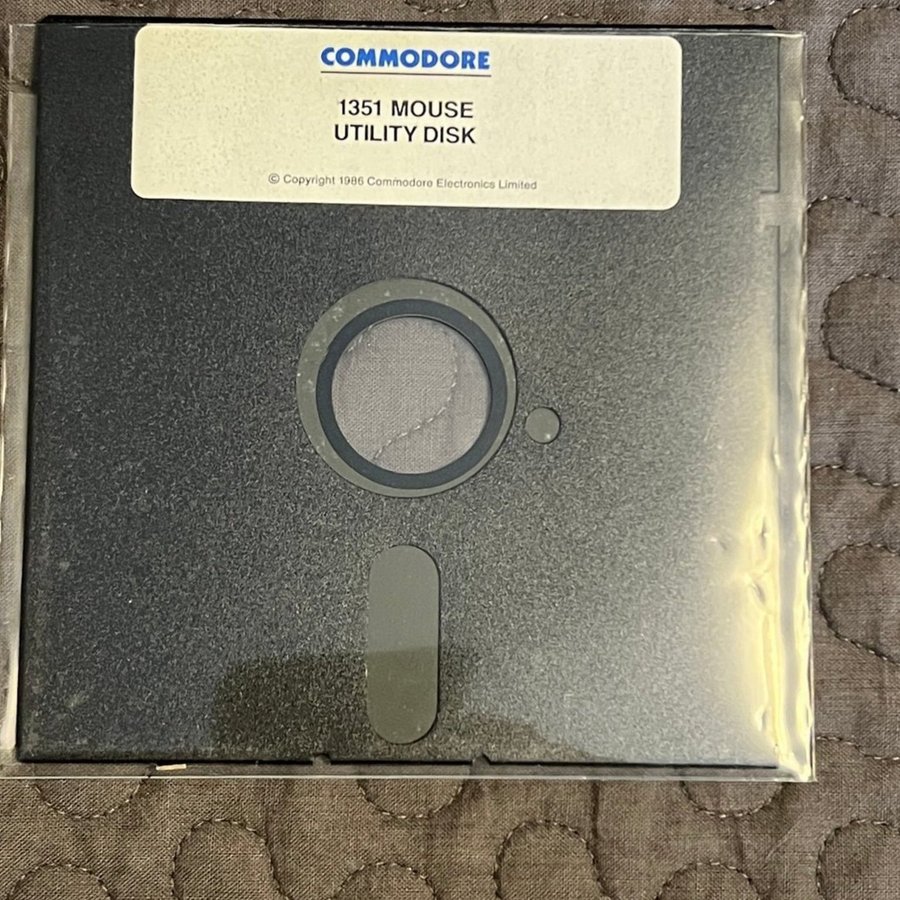 COMMODORE
1351 MOUSE
UTILITY DISK
© Copyright 1986 Commodore Electronics Limited